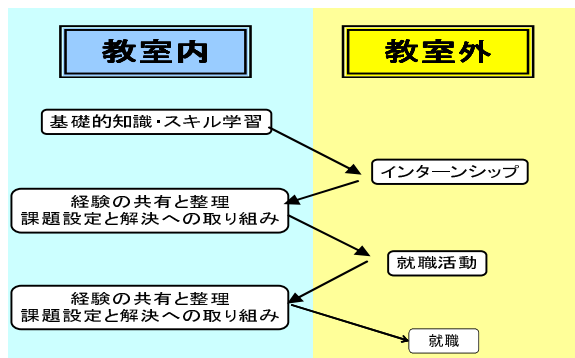 教室内
教室外
基礎的知識・スキル学習
インターンシップ
経験の共有と整理
課題設定と解決への取り組み
就職活動
経験の共有と整理
課題設定と解決への取り組み
就職